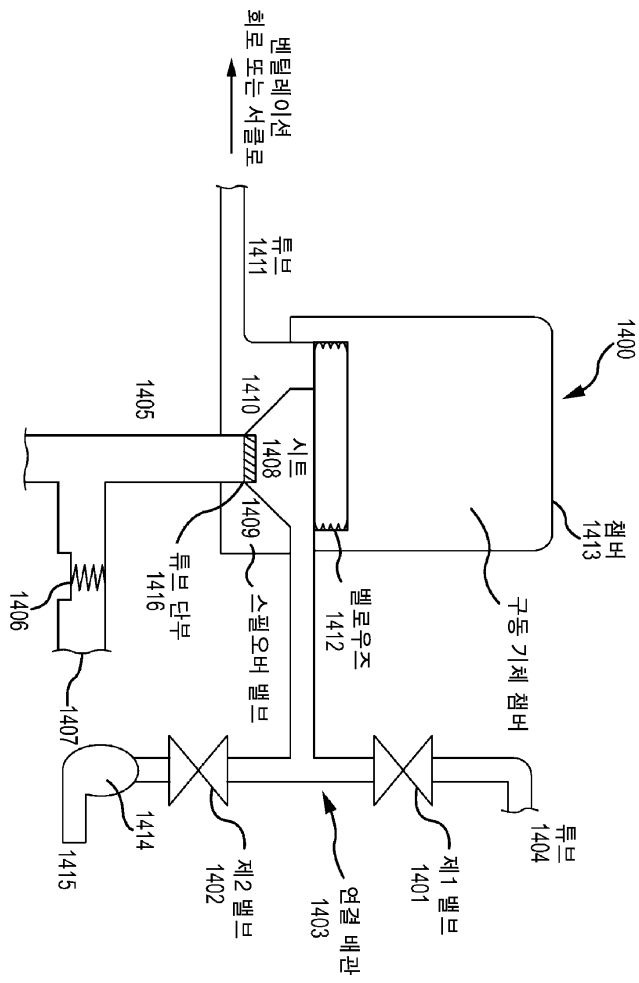 벤틸레이션
회로 또는 서클로
튜브
1411
1400
챔버
1413
구동 기체 챔버
벨로우즈
1412
1405
1410
시트
1408
1409
스필오버 밸브
튜브 단부
1416
1406
1407
1414
1415
제2 밸브
1402
연결 배관
1403
제1 밸브
1401
튜브
1404